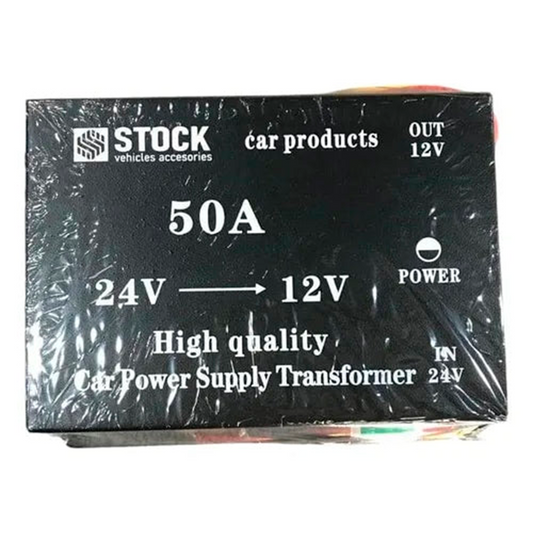 STOCK
vehicles accesories
car products
OUT
12V
50A
24V → 12V
POWER
High quality
Car Power Supply Transformer
IN
24V